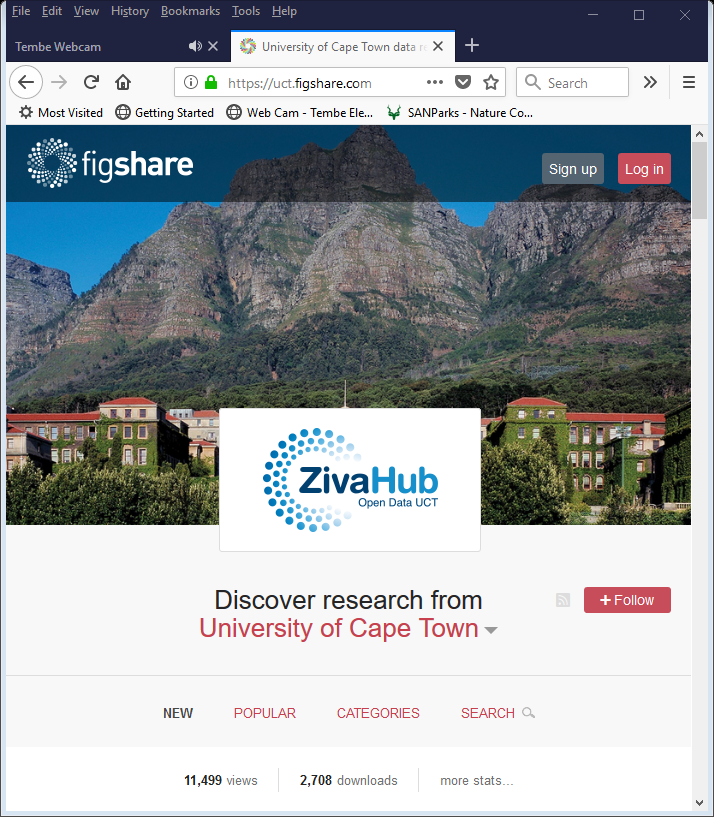 File Edit View History Bookmarks Tools Help
Tembe Webcam
University of Cape Town data re
https://uct.figshare.com
Search
Most Visited
Getting Started
Web Cam - Tembe Ele...
SANParks - Nature Co...
figshare
Sign up
Log in
ZivaHub
Open Data UCT
Discover research from
University of Cape Town
+ Follow
NEW
POPULAR
CATEGORIES
SEARCH
11,499 views
2,708 downloads
more stats...